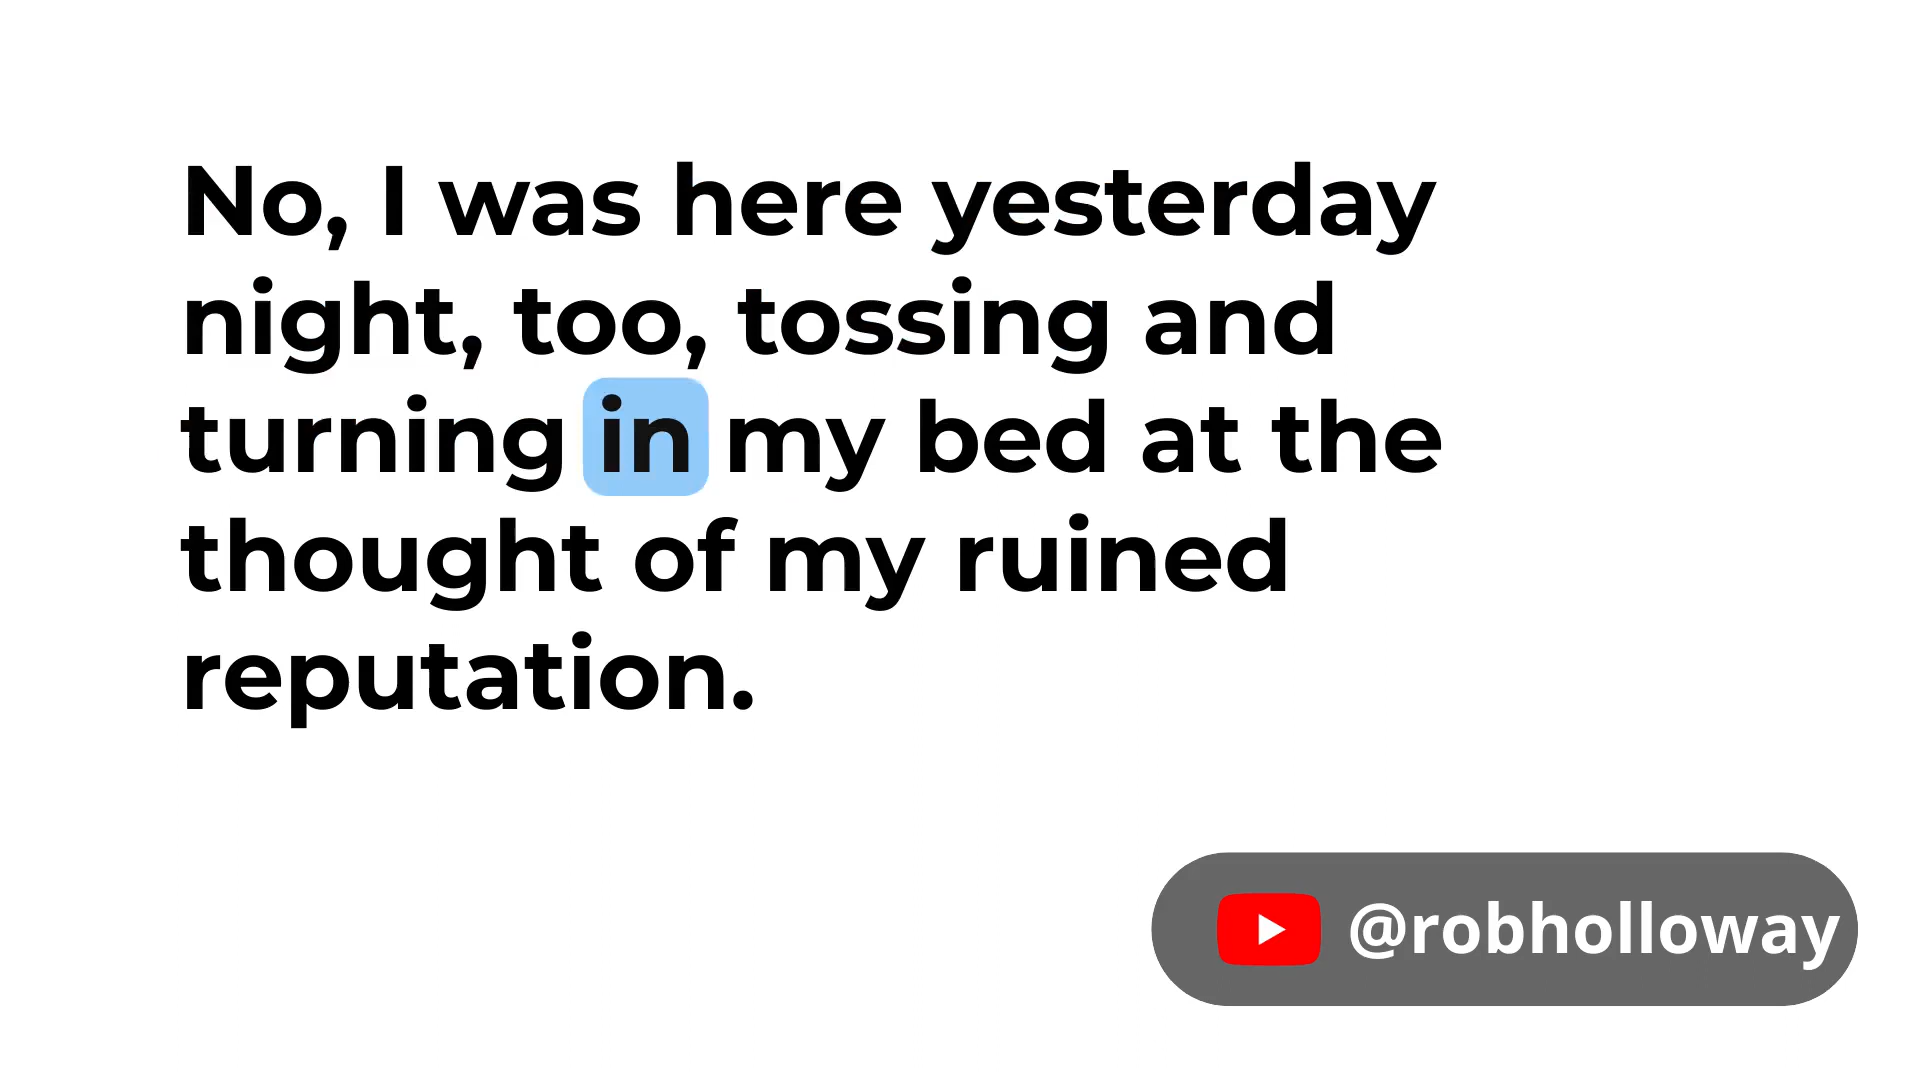 No, I was here yesterday
night, too, tossing and
turning in my bed at the
thought of my ruined
reputation.
@robholloway